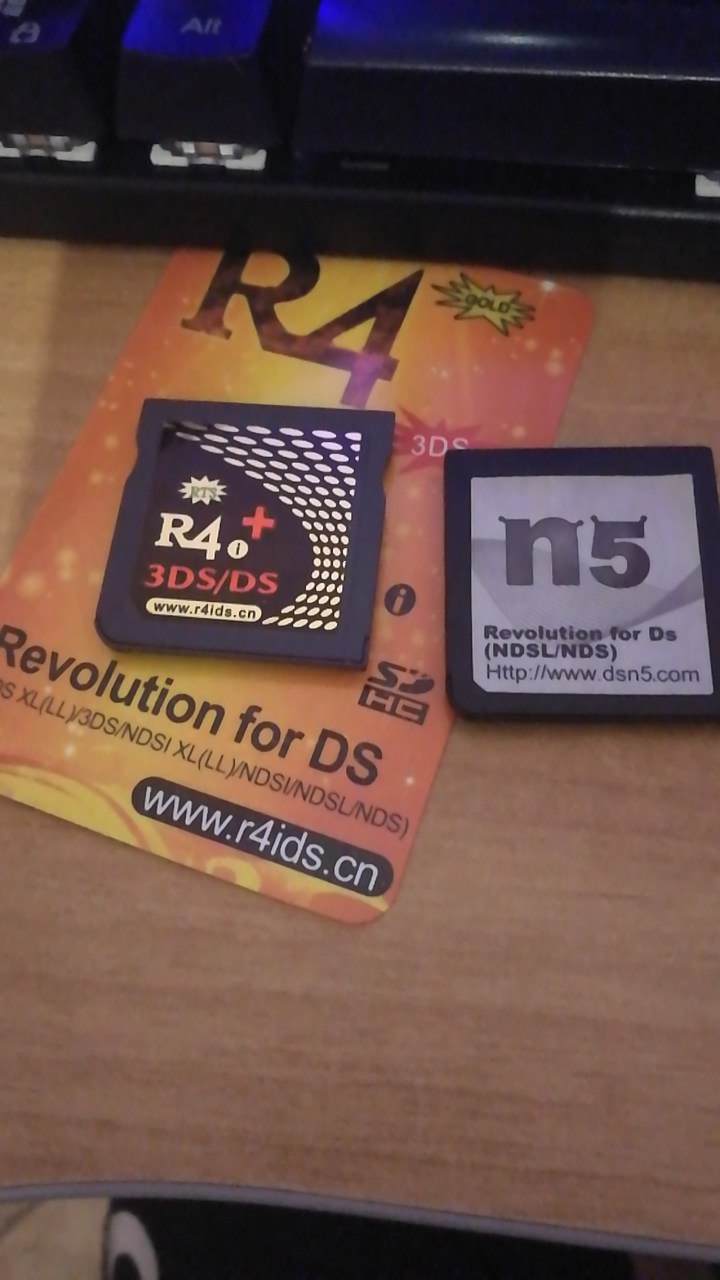 Alt
R4
GOLD
3DS
RTS
R4i+
3DS/DS
www.r4ids.cn
i
SD
HC
Revolution for DS
XL(LL)/3DS/NDSI XL(LL)/NDSI/NDSL/NDS)
www.r4ids.cn
n5
Revolution for Ds
(NDSL/NDS)
Http://www.dsn5.com